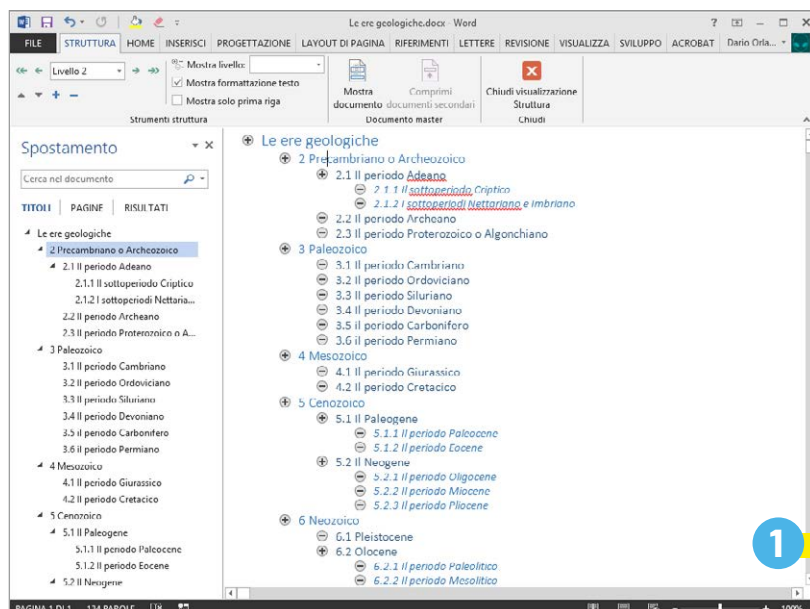 Le ere geologiche.docx - Word
FILE STRUTTURA HOME INSERISCI PROGETTAZIONE LAYOUT DI PAGINA RIFERIMENTI LETTERE REVISIONE VISUALIZZA SVILUPPO ACROBAT Dario Orla...
Livello 2
Mostra livello:
Mostra formattazione testo
Mostra solo prima riga
Strumenti struttura
Mostra documento
Comprimi documenti secondari
Documento master
Chiudi visualizzazione Struttura
Chiudi
Spostamento
Cerca nel documento
TITOLI PAGINE RISULTATI
Le ere geologiche
2 Precambriano o Archeozoico
2.1 Il periodo Adeano
2.1.1 Il sottoperiodo Criptico
2.1.2 I sottoperiodi Nettaria...
2.2 Il periodo Archeano
2.3 Il periodo Proterozoico o A...
3 Paleozoico
3.1 Il periodo Cambriano
3.2 Il periodo Ordoviciano
3.3 Il periodo Siluriano
3.4 Il periodo Devoniano
3.5 il periodo Carbonifero
3.6 il periodo Permiano
4 Mesozoico
4.1 Il periodo Giurassico
4.2 Il periodo Cretacico
5 Cenozoico
5.1 Il Paleogene
5.1.1 Il periodo Paleocene
5.1.2 Il periodo Eocene
5.2 Il Neogene
Le ere geologiche
2 Precambriano o Archeozoico
2.1 Il periodo Adeano
2.1.1 Il sottoperiodo Criptico
2.1.2 I sottoperiodi Nettariano e Imbriano
2.2 Il periodo Archeano
2.3 Il periodo Proterozoico o Algonchiano
3 Paleozoico
3.1 Il periodo Cambriano
3.2 Il periodo Ordoviciano
3.3 Il periodo Siluriano
3.4 Il periodo Devoniano
3.5 il periodo Carbonifero
3.6 il periodo Permiano
4 Mesozoico
4.1 Il periodo Giurassico
4.2 Il periodo Cretacico
5 Cenozoico
5.1 Il Paleogene
5.1.1 Il periodo Paleocene
5.1.2 Il periodo Eocene
5.2 Il Neogene
5.2.1 Il periodo Oligocene
5.2.2 Il periodo Miocene
5.2.3 Il periodo Pliocene
6 Neozoico
6.1 Pleistocene
6.2 Olocene
6.2.1 Il periodo Paleolitico
6.2.2 Il periodo Mesolitico
1
PAGINA 1 DI 1 124 PAROLE 100%